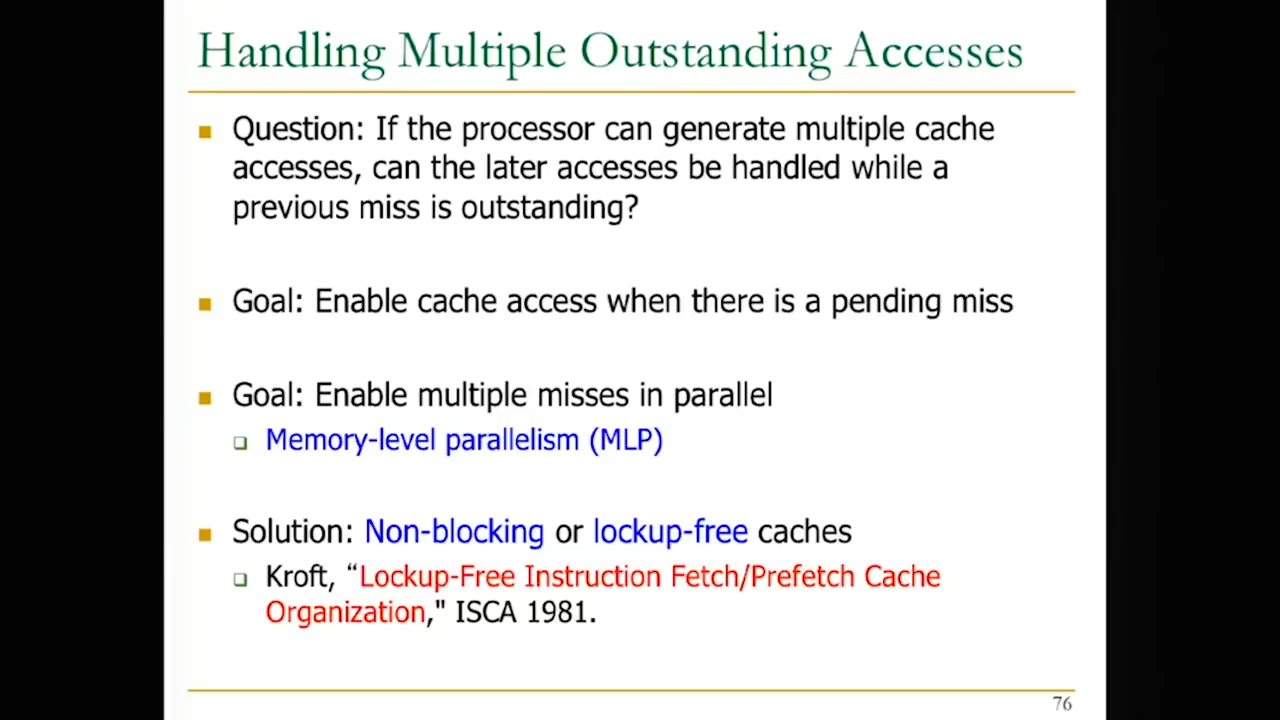 Handling Multiple Outstanding Accesses
Question: If the processor can generate multiple cache
accesses, can the later accesses be handled while a
previous miss is outstanding?
Goal: Enable cache access when there is a pending miss
Goal: Enable multiple misses in parallel
Memory-level parallelism (MLP)
Solution: Non-blocking or lockup-free caches
Kroft, “Lockup-Free Instruction Fetch/Prefetch Cache
Organization," ISCA 1981.
76